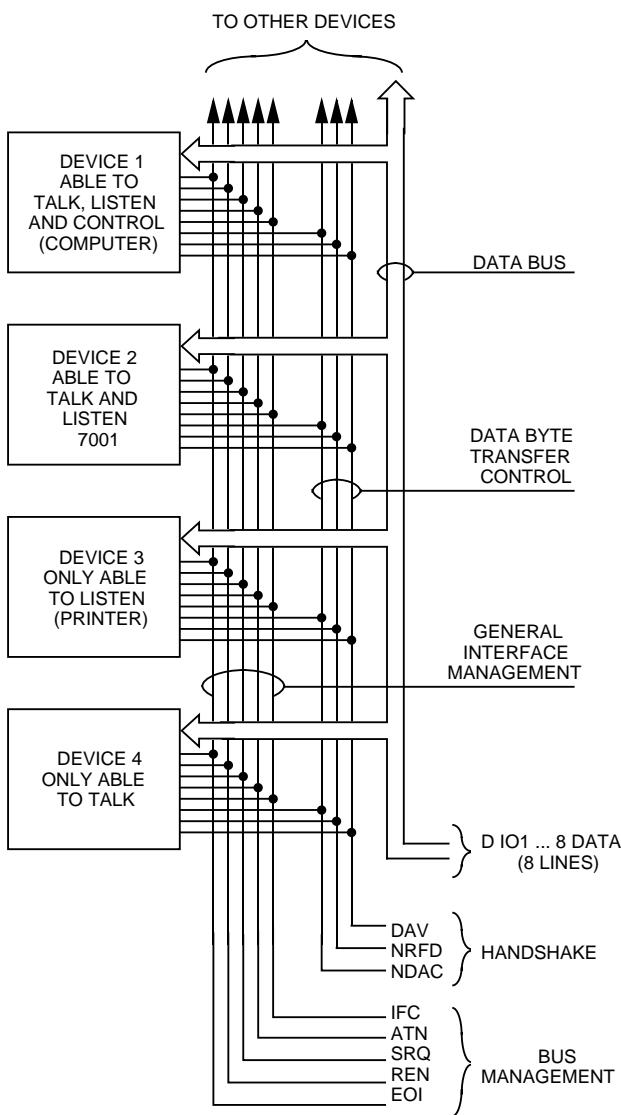 TO OTHER DEVICES
DEVICE 1
ABLE TO
TALK, LISTEN
AND CONTROL
(COMPUTER)
DATA BUS
DEVICE 2
ABLE TO
TALK AND
LISTEN
7001
DATA BYTE
TRANSFER
CONTROL
DEVICE 3
ONLY ABLE
TO LISTEN
(PRINTER)
GENERAL
INTERFACE
MANAGEMENT
DEVICE 4
ONLY ABLE
TO TALK
D IO1 ... 8 DATA
(8 LINES)
DAV
NRFD
NDAC
HANDSHAKE
IFC
ATN
SRQ
REN
EOI
BUS
MANAGEMENT